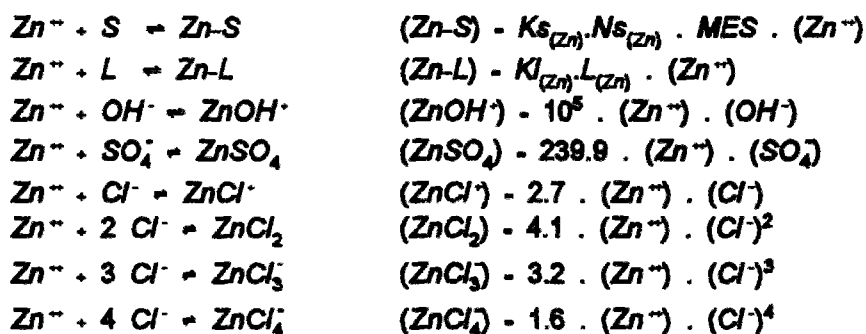 Zn⁺⁺ + S ⇌ Zn-S (Zn-S) = Ks(Zn).Ns(Zn) . MES . (Zn⁺⁺)
Zn⁺⁺ + L ⇌ Zn-L (Zn-L) = Kl(Zn).L(Zn) . (Zn⁺⁺)
Zn⁺⁺ + OH⁻ ⇌ ZnOH⁺ (ZnOH⁺) = 10⁵ . (Zn⁺⁺) . (OH⁻)
Zn⁺⁺ + SO₄⁼ ⇌ ZnSO₄ (ZnSO₄) = 239.9 . (Zn⁺⁺) . (SO₄⁼)
Zn⁺⁺ + Cl⁻ ⇌ ZnCl⁺ (ZnCl⁺) = 2.7 . (Zn⁺⁺) . (Cl⁻)
Zn⁺⁺ + 2 Cl⁻ ⇌ ZnCl₂ (ZnCl₂) = 4.1 . (Zn⁺⁺) . (Cl⁻)²
Zn⁺⁺ + 3 Cl⁻ ⇌ ZnCl₃⁻ (ZnCl₃⁻) = 3.2 . (Zn⁺⁺) . (Cl⁻)³
Zn⁺⁺ + 4 Cl⁻ ⇌ ZnCl₄⁼ (ZnCl₄⁼) = 1.6 . (Zn⁺⁺) . (Cl⁻)⁴